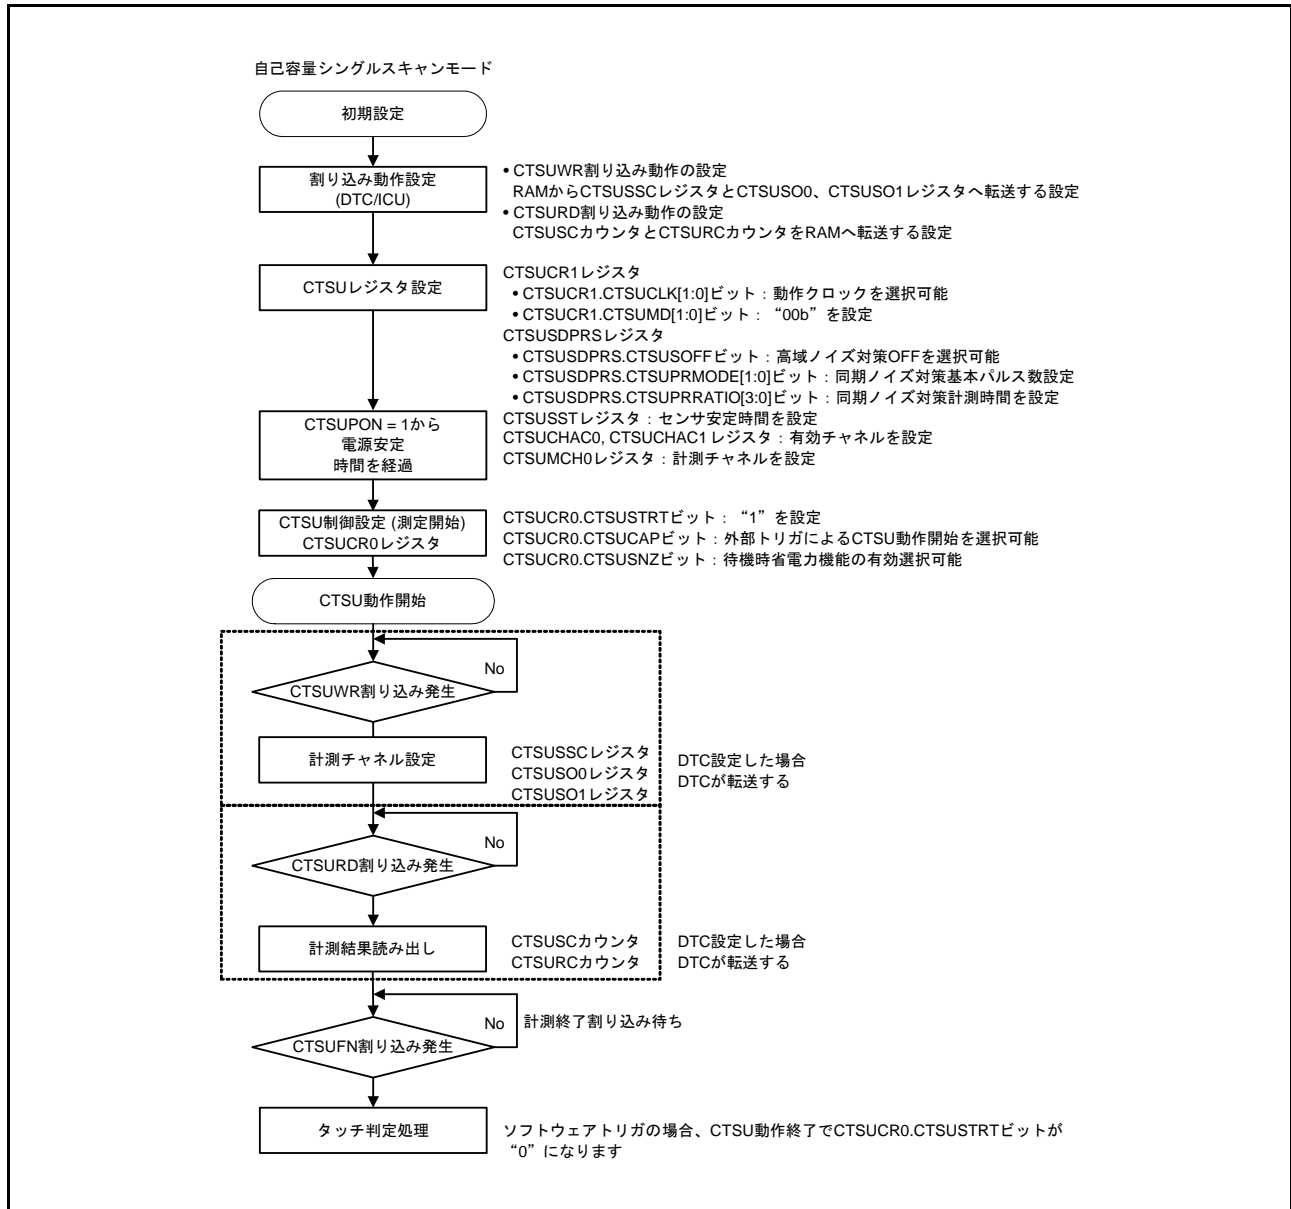 自己容量シングルスキャンモード
初期設定
割り込み動作設定
(DTC/ICU)
• CTSUWR割り込み動作の設定
RAMからCTSUSSCレジスタとCTSUSO0、CTSUSO1レジスタへ転送する設定
• CTSURD割り込み動作の設定
CTSUSCカウンタとCTSURCカウンタをRAMへ転送する設定
CTSUレジスタ設定
CTSUCR1レジスタ
• CTSUCR1.CTSUCLK[1:0]ビット：動作クロックを選択可能
• CTSUCR1.CTSUMD[1:0]ビット：“00b”を設定
CTSUSDPRSレジスタ
• CTSUSDPRS.CTSUSOFFビット：高域ノイズ対策OFFを選択可能
• CTSUSDPRS.CTSUPRMODE[1:0]ビット：同期ノイズ対策基本パルス数設定
• CTSUSDPRS.CTSUPRRATIO[3:0]ビット：同期ノイズ対策計測時間を設定
CTSUSSTレジスタ：センサ安定時間を設定
CTSUCHAC0, CTSUCHAC1レジスタ：有効チャネルを設定
CTSUMCH0レジスタ：計測チャネルを設定
CTSUPON = 1から
電源安定
時間を経過
CTSU制御設定 (測定開始)
CTSUCR0レジスタ
CTSUCR0.CTSUSTRTビット：“1”を設定
CTSUCR0.CTSUCAPビット：外部トリガによるCTSU動作開始を選択可能
CTSUCR0.CTSUSNZビット：待機時省電力機能の有効選択可能
CTSU動作開始
No
CTSUWR割り込み発生
計測チャネル設定
CTSUSSCレジスタ
CTSUSO0レジスタ
CTSUSO1レジスタ
DTC設定した場合
DTCが転送する
No
CTSURD割り込み発生
計測結果読み出し
CTSUSCカウンタ
CTSURCカウンタ
DTC設定した場合
DTCが転送する
No
計測終了割り込み待ち
CTSUFN割り込み発生
タッチ判定処理
ソフトウェアトリガの場合、CTSU動作終了でCTSUCR0.CTSUSTRTビットが
“0”になります